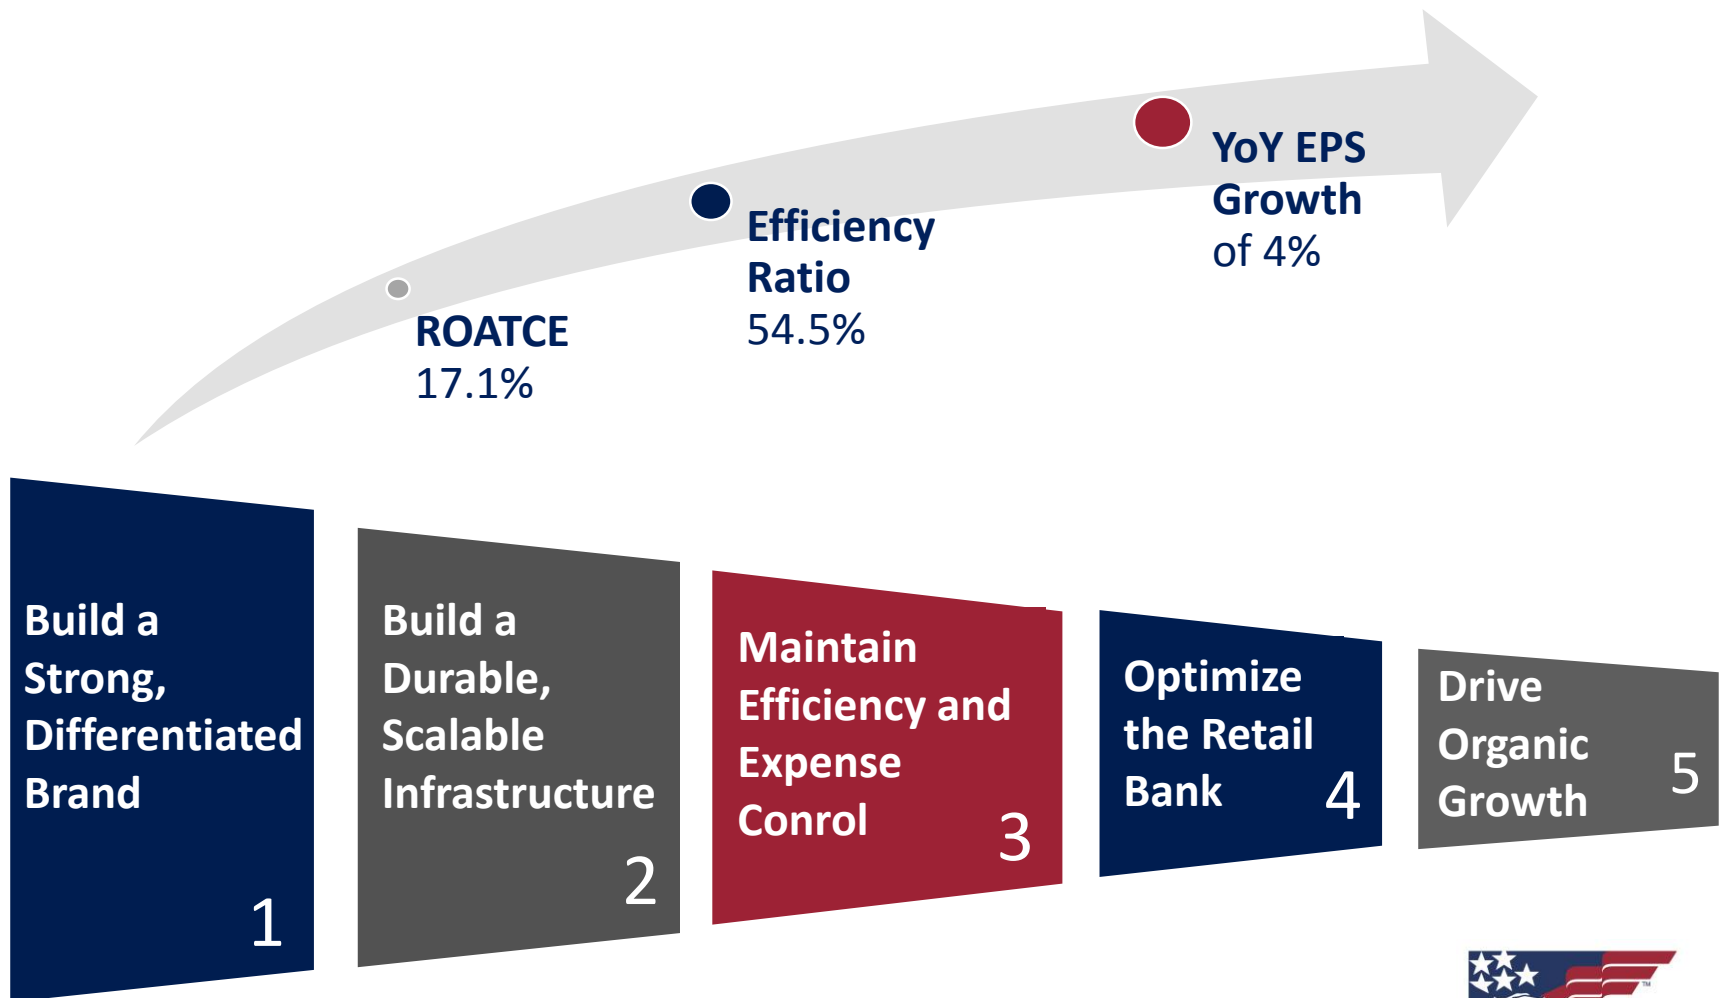 YoY EPS
Growth
of 4%
Efficiency
Ratio
54.5%
ROATCE
17.1%
Build a
Strong,
Differentiated
Brand
1
Build a
Durable,
Scalable
Infrastructure
2
Maintain
Efficiency and
Expense
Conrol
3
Optimize
the Retail
Bank
4
Drive
Organic
Growth
5
TM